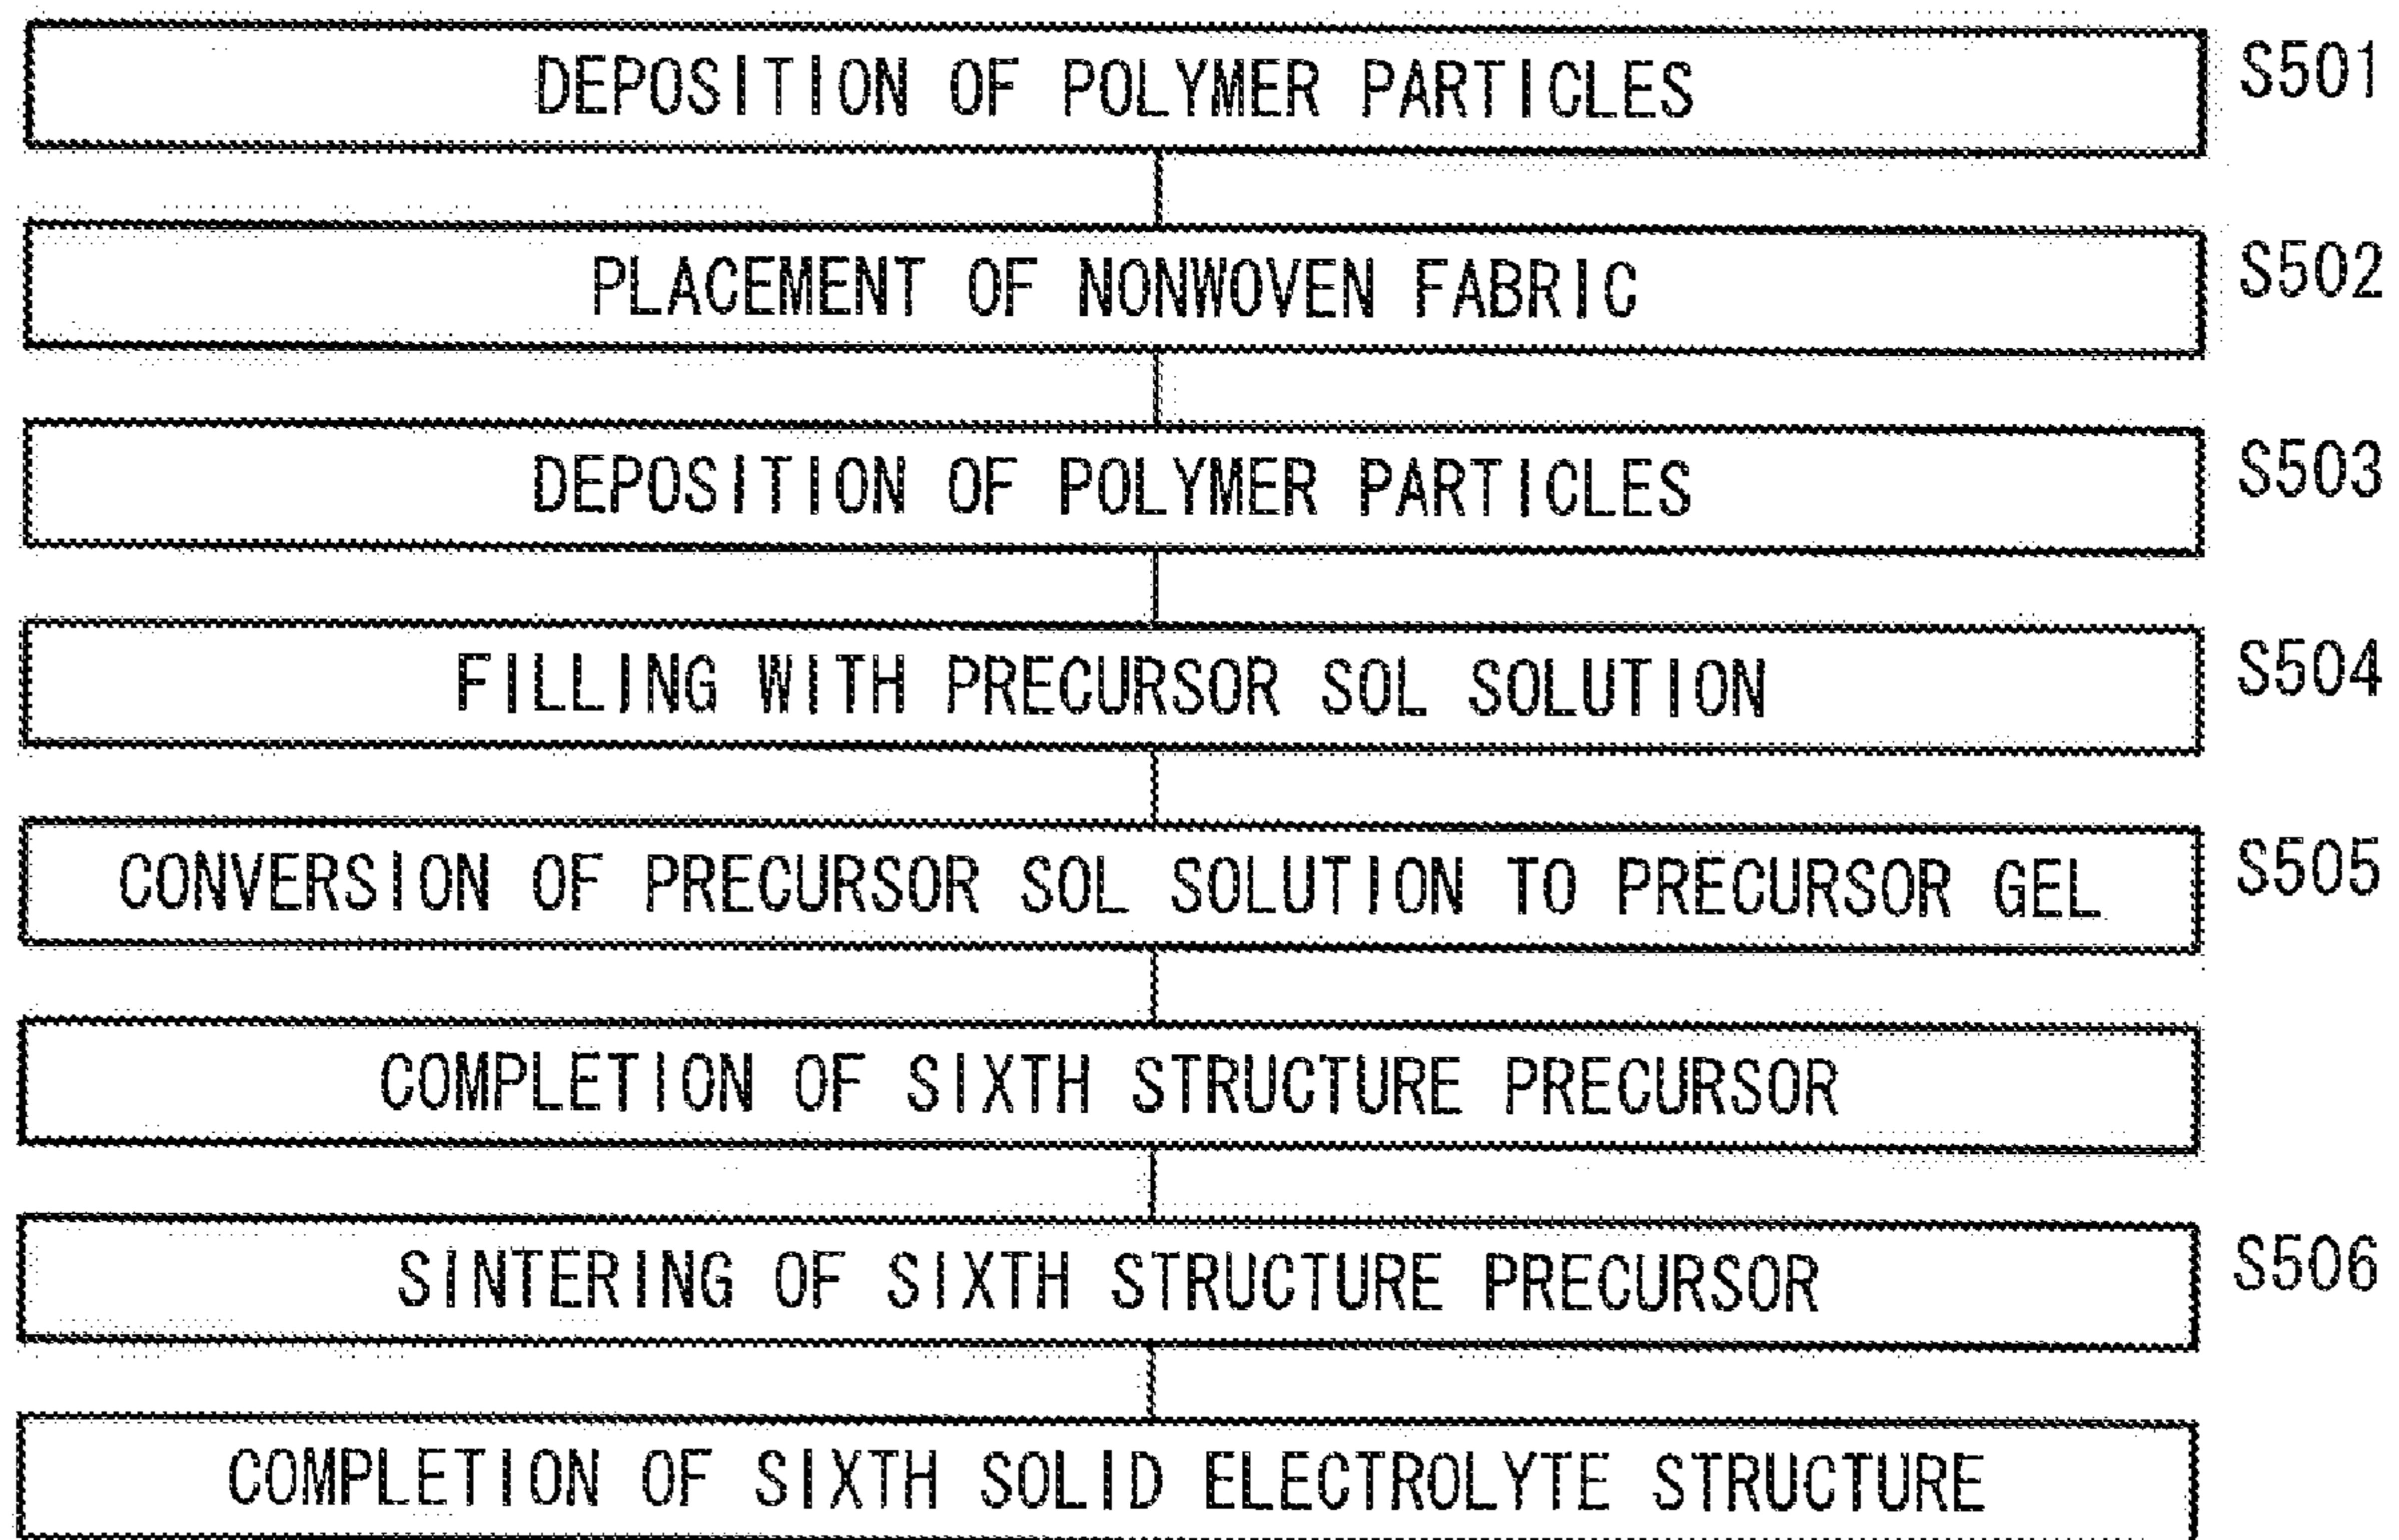 DEPOSITION OF POLYMER PARTICLES S501
PLACEMENT OF NONWOVEN FABRIC S502
DEPOSITION OF POLYMER PARTICLES S503
FILLING WITH PRECURSOR SOL SOLUTION S504
CONVERSION OF PRECURSOR SOL SOLUTION TO PRECURSOR GEL S505
COMPLETION OF SIXTH STRUCTURE PRECURSOR
SINTERING OF SIXTH STRUCTURE PRECURSOR S506
COMPLETION OF SIXTH SOLID ELECTROLYTE STRUCTURE